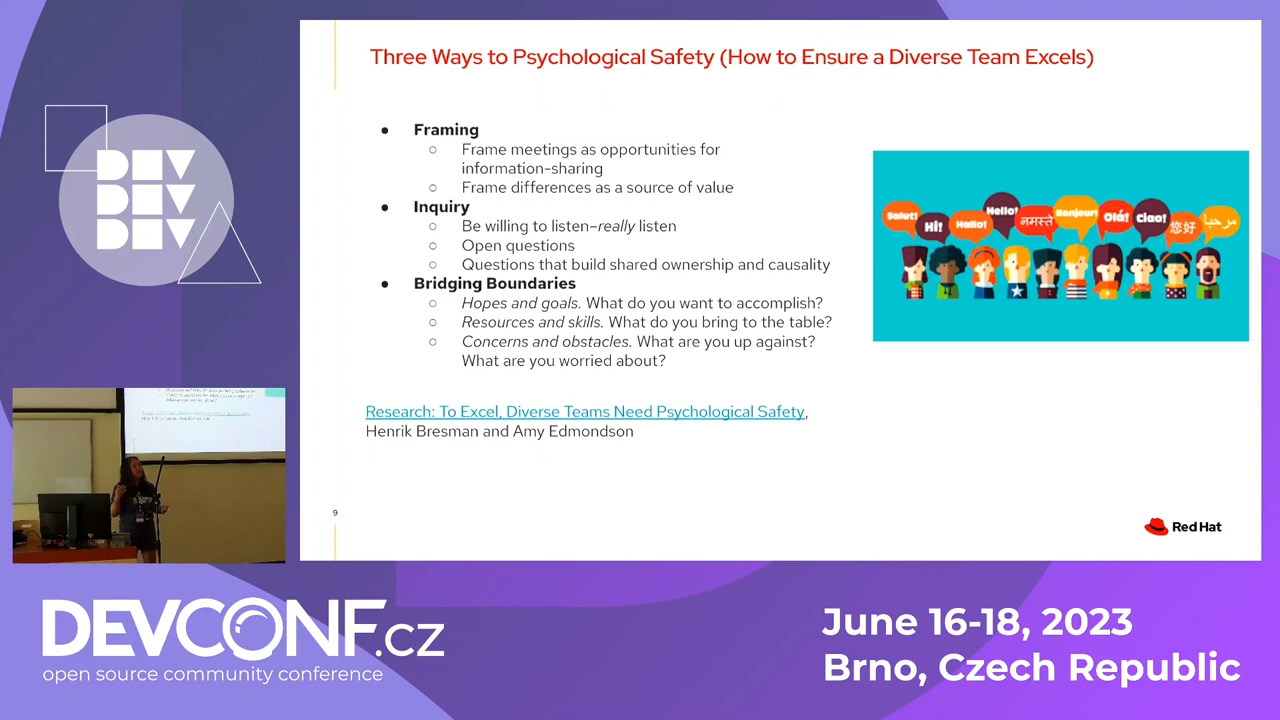 Three Ways to Psychological Safety (How to Ensure a Diverse Team Excels)
● Framing
○ Frame meetings as opportunities for
information-sharing
○ Frame differences as a source of value
● Inquiry
○ Be willing to listen–really listen
○ Open questions
○ Questions that build shared ownership and causality
● Bridging Boundaries
○ Hopes and goals. What do you want to accomplish?
○ Resources and skills. What do you bring to the table?
○ Concerns and obstacles. What are you up against?
What are you worried about?
Research: To Excel, Diverse Teams Need Psychological Safety,
Henrik Bresman and Amy Edmondson
Salut!
Hi!
Hallo!
Hello!
नमस्ते
Bonjour!
Olá!
Ciao!
您好
مرحبا
9
Red Hat
DEV
DEV
DEV
DEVCONF.cz
open source community conference
June 16-18, 2023
Brno, Czech Republic